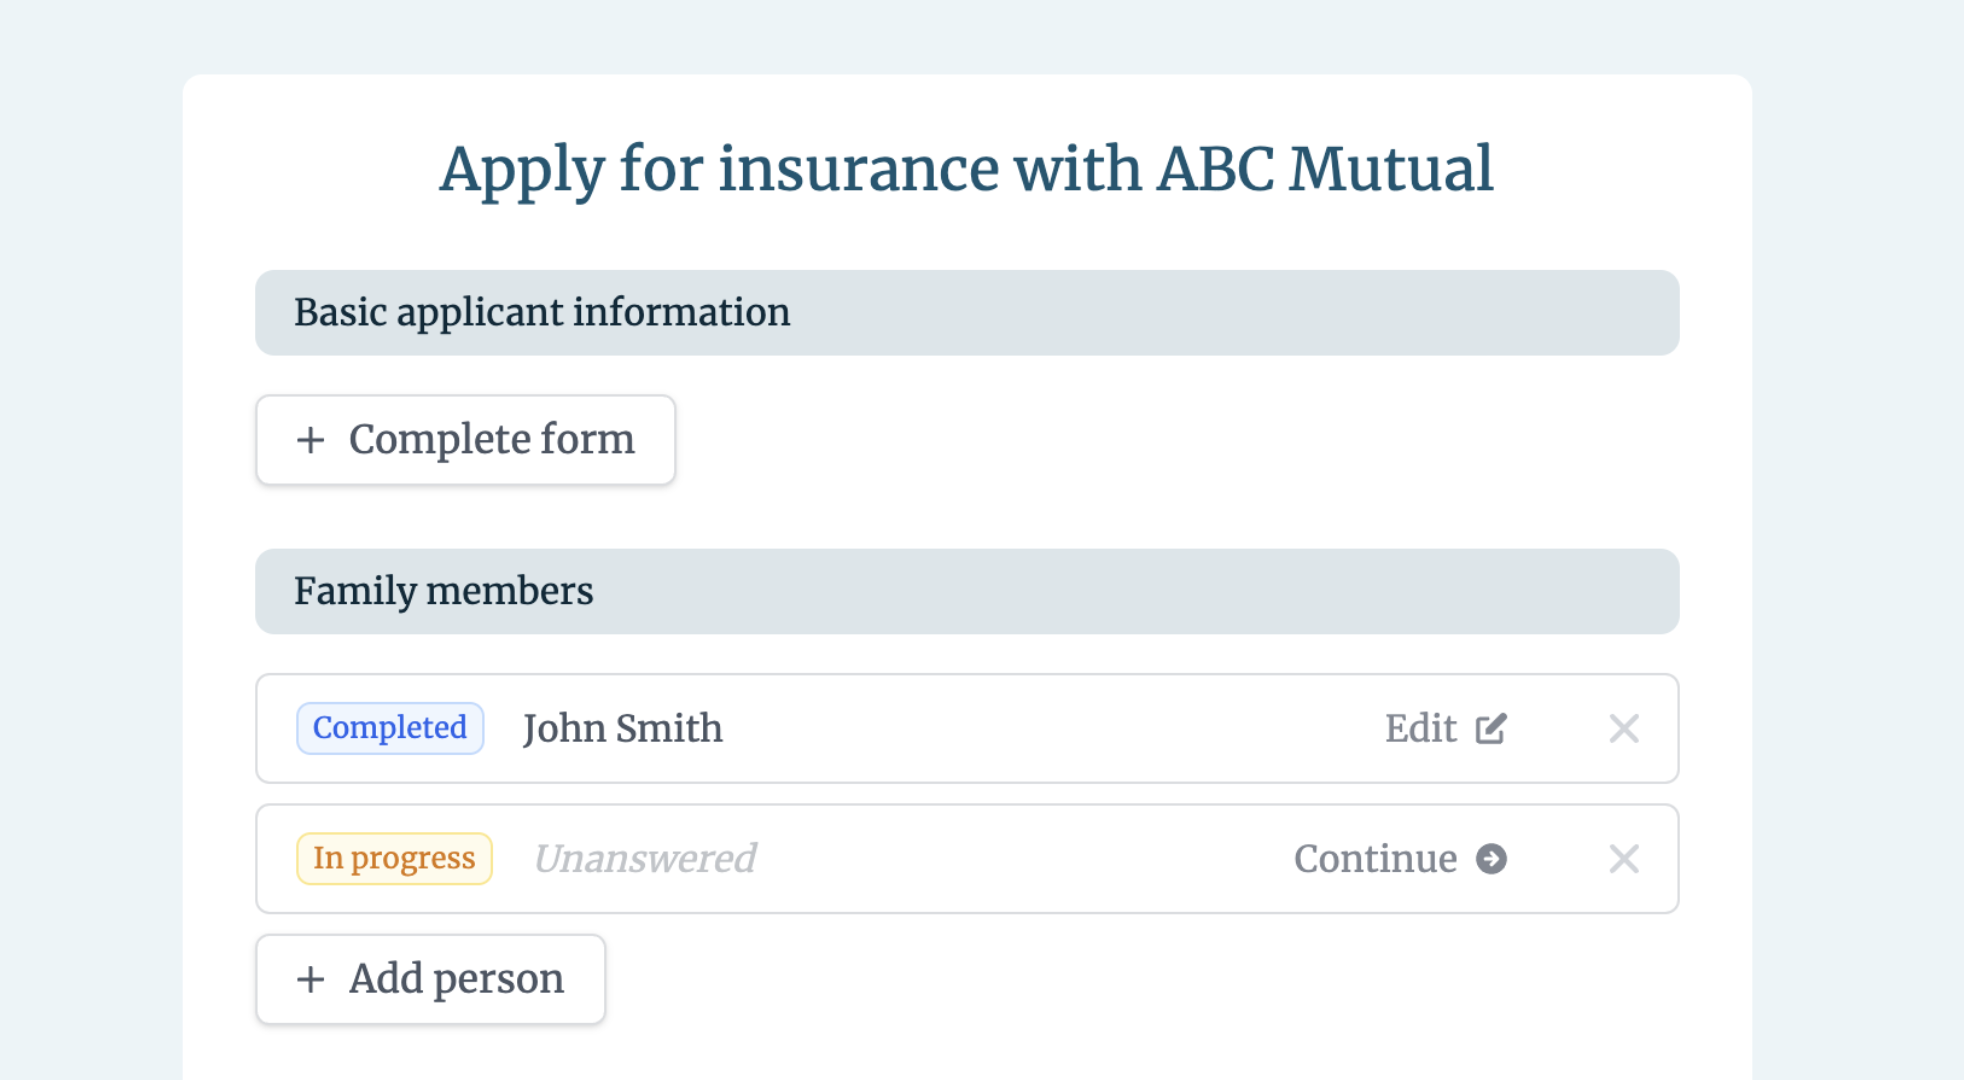 Apply for insurance with ABC Mutual
Basic applicant information
+ Complete form
Family members
Completed John Smith Edit
In progress Unanswered Continue
+ Add person